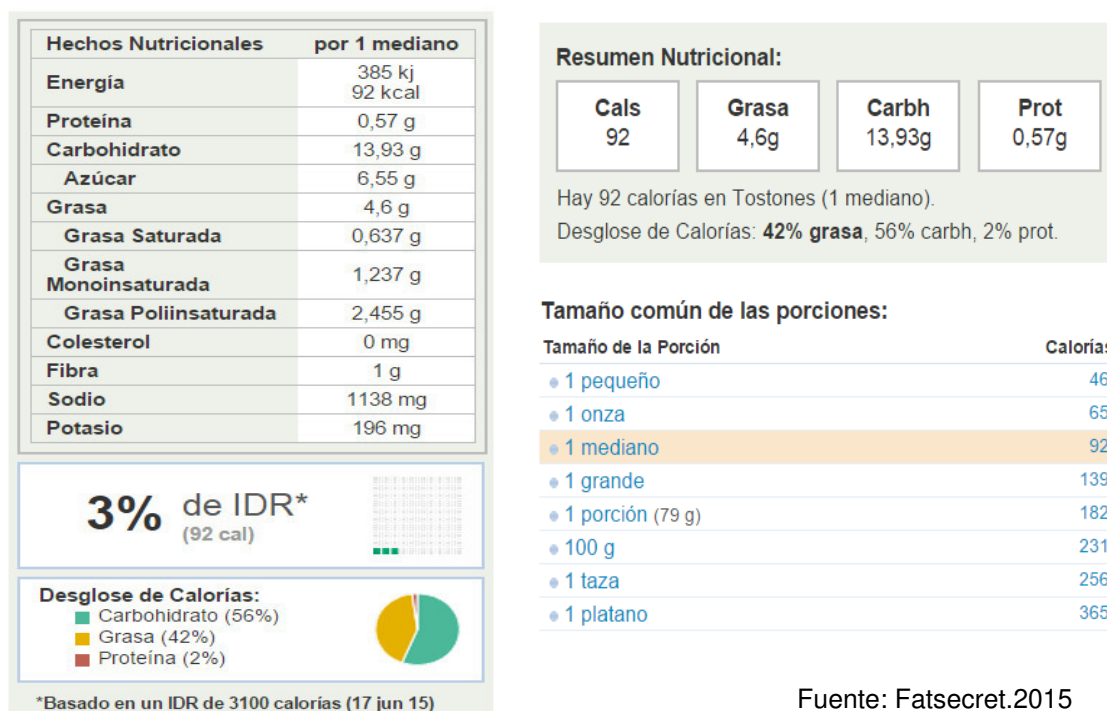 Hechos Nutricionales por 1 mediano
Energía 385 kj
92 kcal
Proteína 0,57 g
Carbohidrato 13,93 g
Azúcar 6,55 g
Grasa 4,6 g
Grasa Saturada 0,637 g
Grasa
Monoinsaturada 1,237 g
Grasa Poliinsaturada 2,455 g
Colesterol 0 mg
Fibra 1 g
Sodio 1138 mg
Potasio 196 mg
3% de IDR*
(92 cal)
Desglose de Calorías:
Carbohidrato (56%)
Grasa (42%)
Proteína (2%)
*Basado en un IDR de 3100 calorías (17 jun 15)
Resumen Nutricional:
Cals Grasa Carbh Prot
92 4,6g 13,93g 0,57g
Hay 92 calorías en Tostones (1 mediano).
Desglose de Calorías: 42% grasa, 56% carbh, 2% prot.
Tamaño común de las porciones:
Tamaño de la Porción Calorías
1 pequeño 46
1 onza 65
1 mediano 92
1 grande 139
1 porción (79 g) 182
100 g 231
1 taza 256
1 platano 365
Fuente: Fatsecret.2015